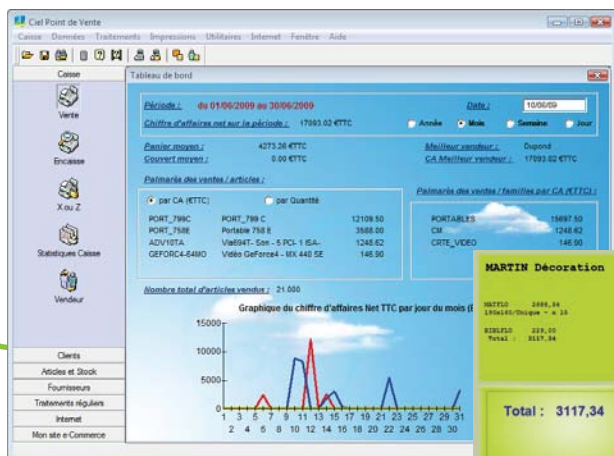 Ciel Point de Vente
Caisse Données Traitements Impressions Utilitaires Internet Fenêtre Aide
Caisse
Vente
Encaisse
X ou Z
Statistiques Caisse
Vendeur
Clients
Articles et Stock
Fournisseurs
Traitements réguliers
Internet
Mon site e-Commerce
Tableau de bord
Période : du 01/06/2009 au 30/06/2009
Date : 10/06/09
Chiffre d'affaires net sur la période : 17093.02 €TTC
Année Mois Semaine Jour
Panier moyen : 4273.26 €TTC
Meilleur vendeur : Dupond
Couvert moyen : 0.00 €TTC
CA Meilleur vendeur : 17093.02 €TTC
Palmarès des ventes / articles :
par CA (€TTC) par Quantité
PORT_799C PORT_799 C 12109.50
PORT_758E Portable 758 E 3588.00
ADV10TA Via694T- Son - 5 PCI- 1 ISA- 1248.62
GEFORC4-64MO Vidéo GeForce4 - MX 440 SE 146.90
Palmarès des ventes / familles par CA (€TTC) :
PORTABLES 15697.50
CM 1248.62
CRTE_VIDEO 146.90
Nombre total d'articles vendus : 21.000
Graphique du chiffre d'affaires Net TTC par jour du mois (E
15000
10000
5000
0
1 3 5 7 9 11 13 15 17 19 21 23 25 27 29 31
2 4 6 8 10 12 14 16 18 20 22 24 26 28 30
MARTIN Décoration
MATFLO 2888,34
190x140/Unique - a 10
BIBLFLO 229,00
Total : 3117,34
Total : 3117,34